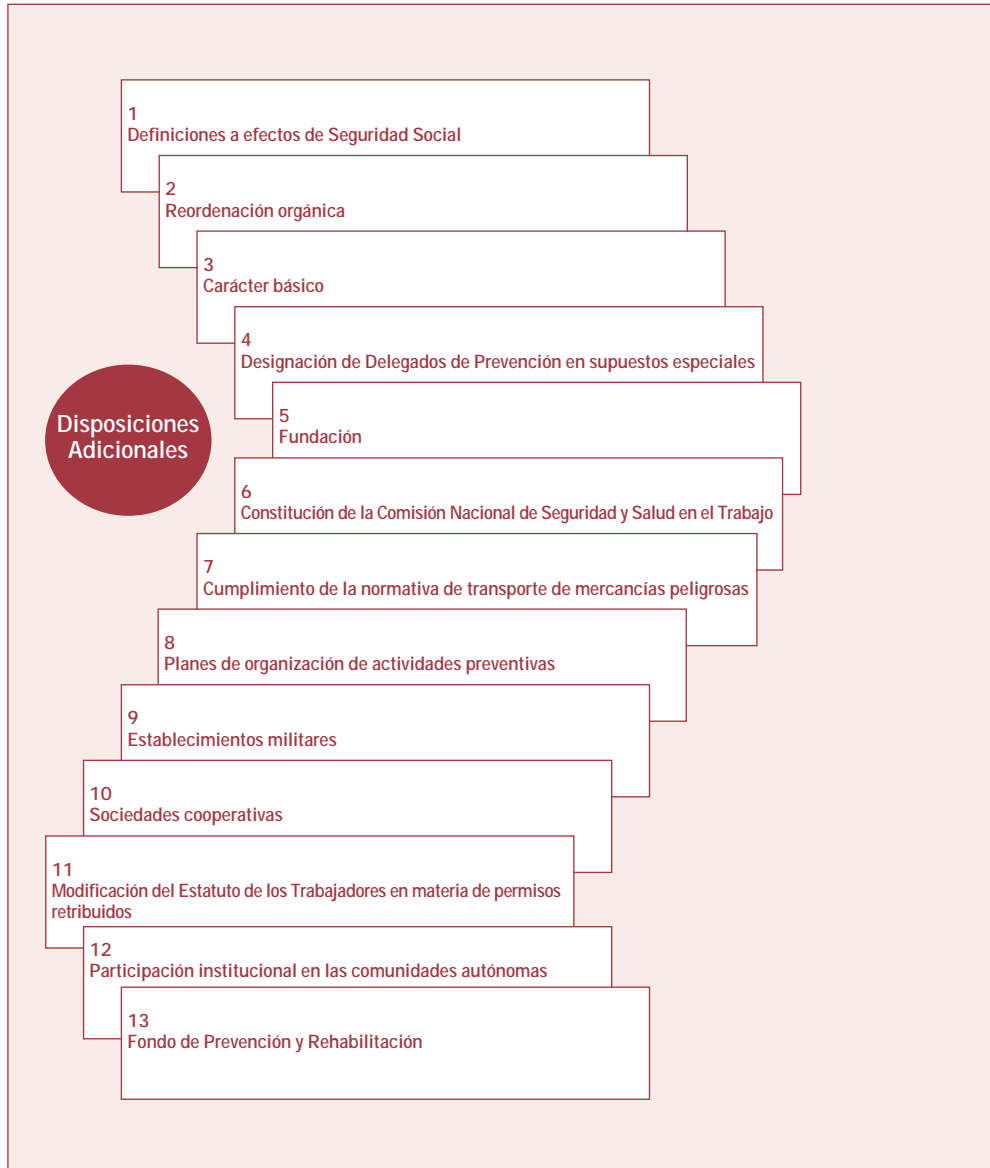 1
Definiciones a efectos de Seguridad Social
2
Reordenación orgánica
3
Carácter básico
4
Designación de Delegados de Prevención en supuestos especiales
Disposiciones
Adicionales
5
Fundación
6
Constitución de la Comisión Nacional de Seguridad y Salud en el Trabajo
7
Cumplimiento de la normativa de transporte de mercancías peligrosas
8
Planes de organización de actividades preventivas
9
Establecimientos militares
10
Sociedades cooperativas
11
Modificación del Estatuto de los Trabajadores en materia de permisos
retribuidos
12
Participación institucional en las comunidades autónomas
13
Fondo de Prevención y Rehabilitación